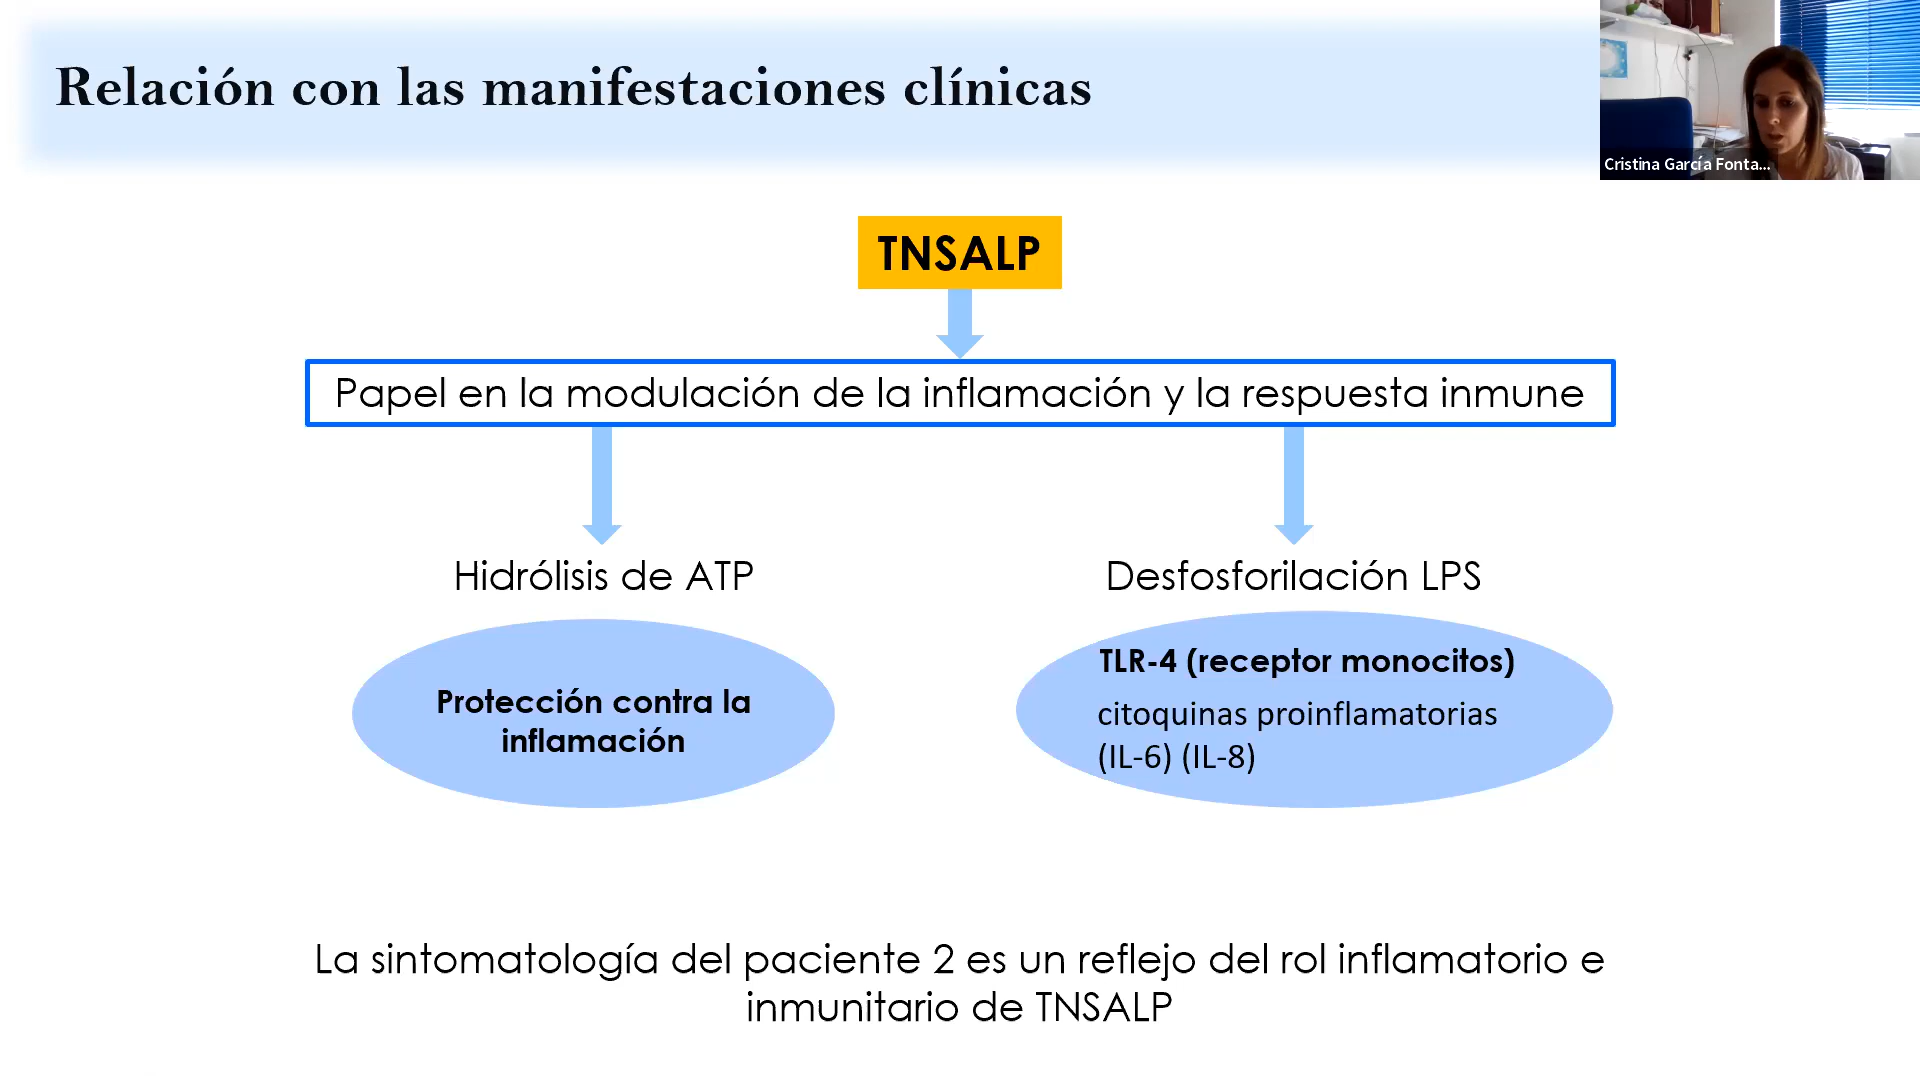 Relación con las manifestaciones clínicas
Cristina García Fonta...
TNSALP
Papel en la modulación de la inflamación y la respuesta inmune
Hidrólisis de ATP
Protección contra la
inflamación
Desfosforilación LPS
TLR-4 (receptor monocitos)
citoquinas proinflamatorias
(IL-6) (IL-8)
La sintomatología del paciente 2 es un reflejo del rol inflamatorio e
inmunitario de TNSALP